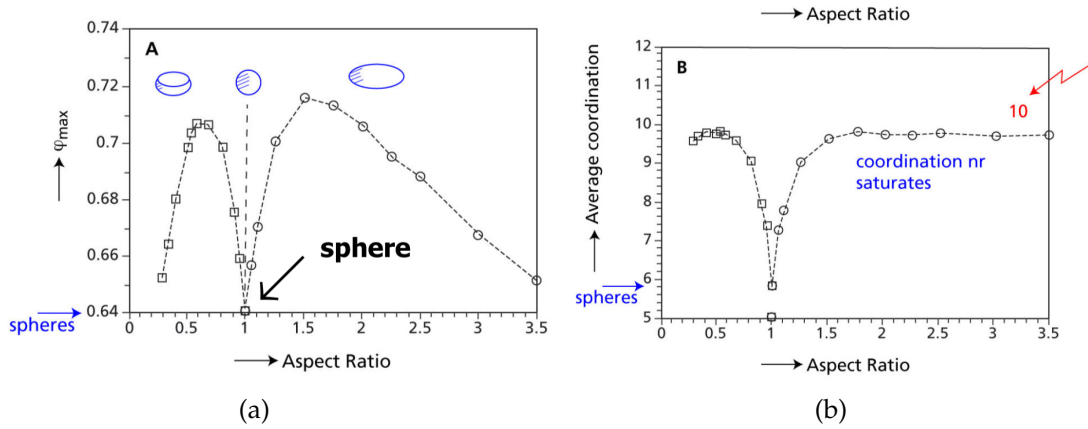 Aspect Ratio
A
0.74
0.72
0.7
0.68
0.66
0.64
φmax
spheres
sphere
0
0.5
1
1.5
2
2.5
3
3.5
Aspect Ratio
(a)
B
12
11
10
9
8
7
6
5
Average coordination
spheres
10
coordination nr
saturates
0
0.5
1
1.5
2
2.5
3
3.5
Aspect Ratio
(b)